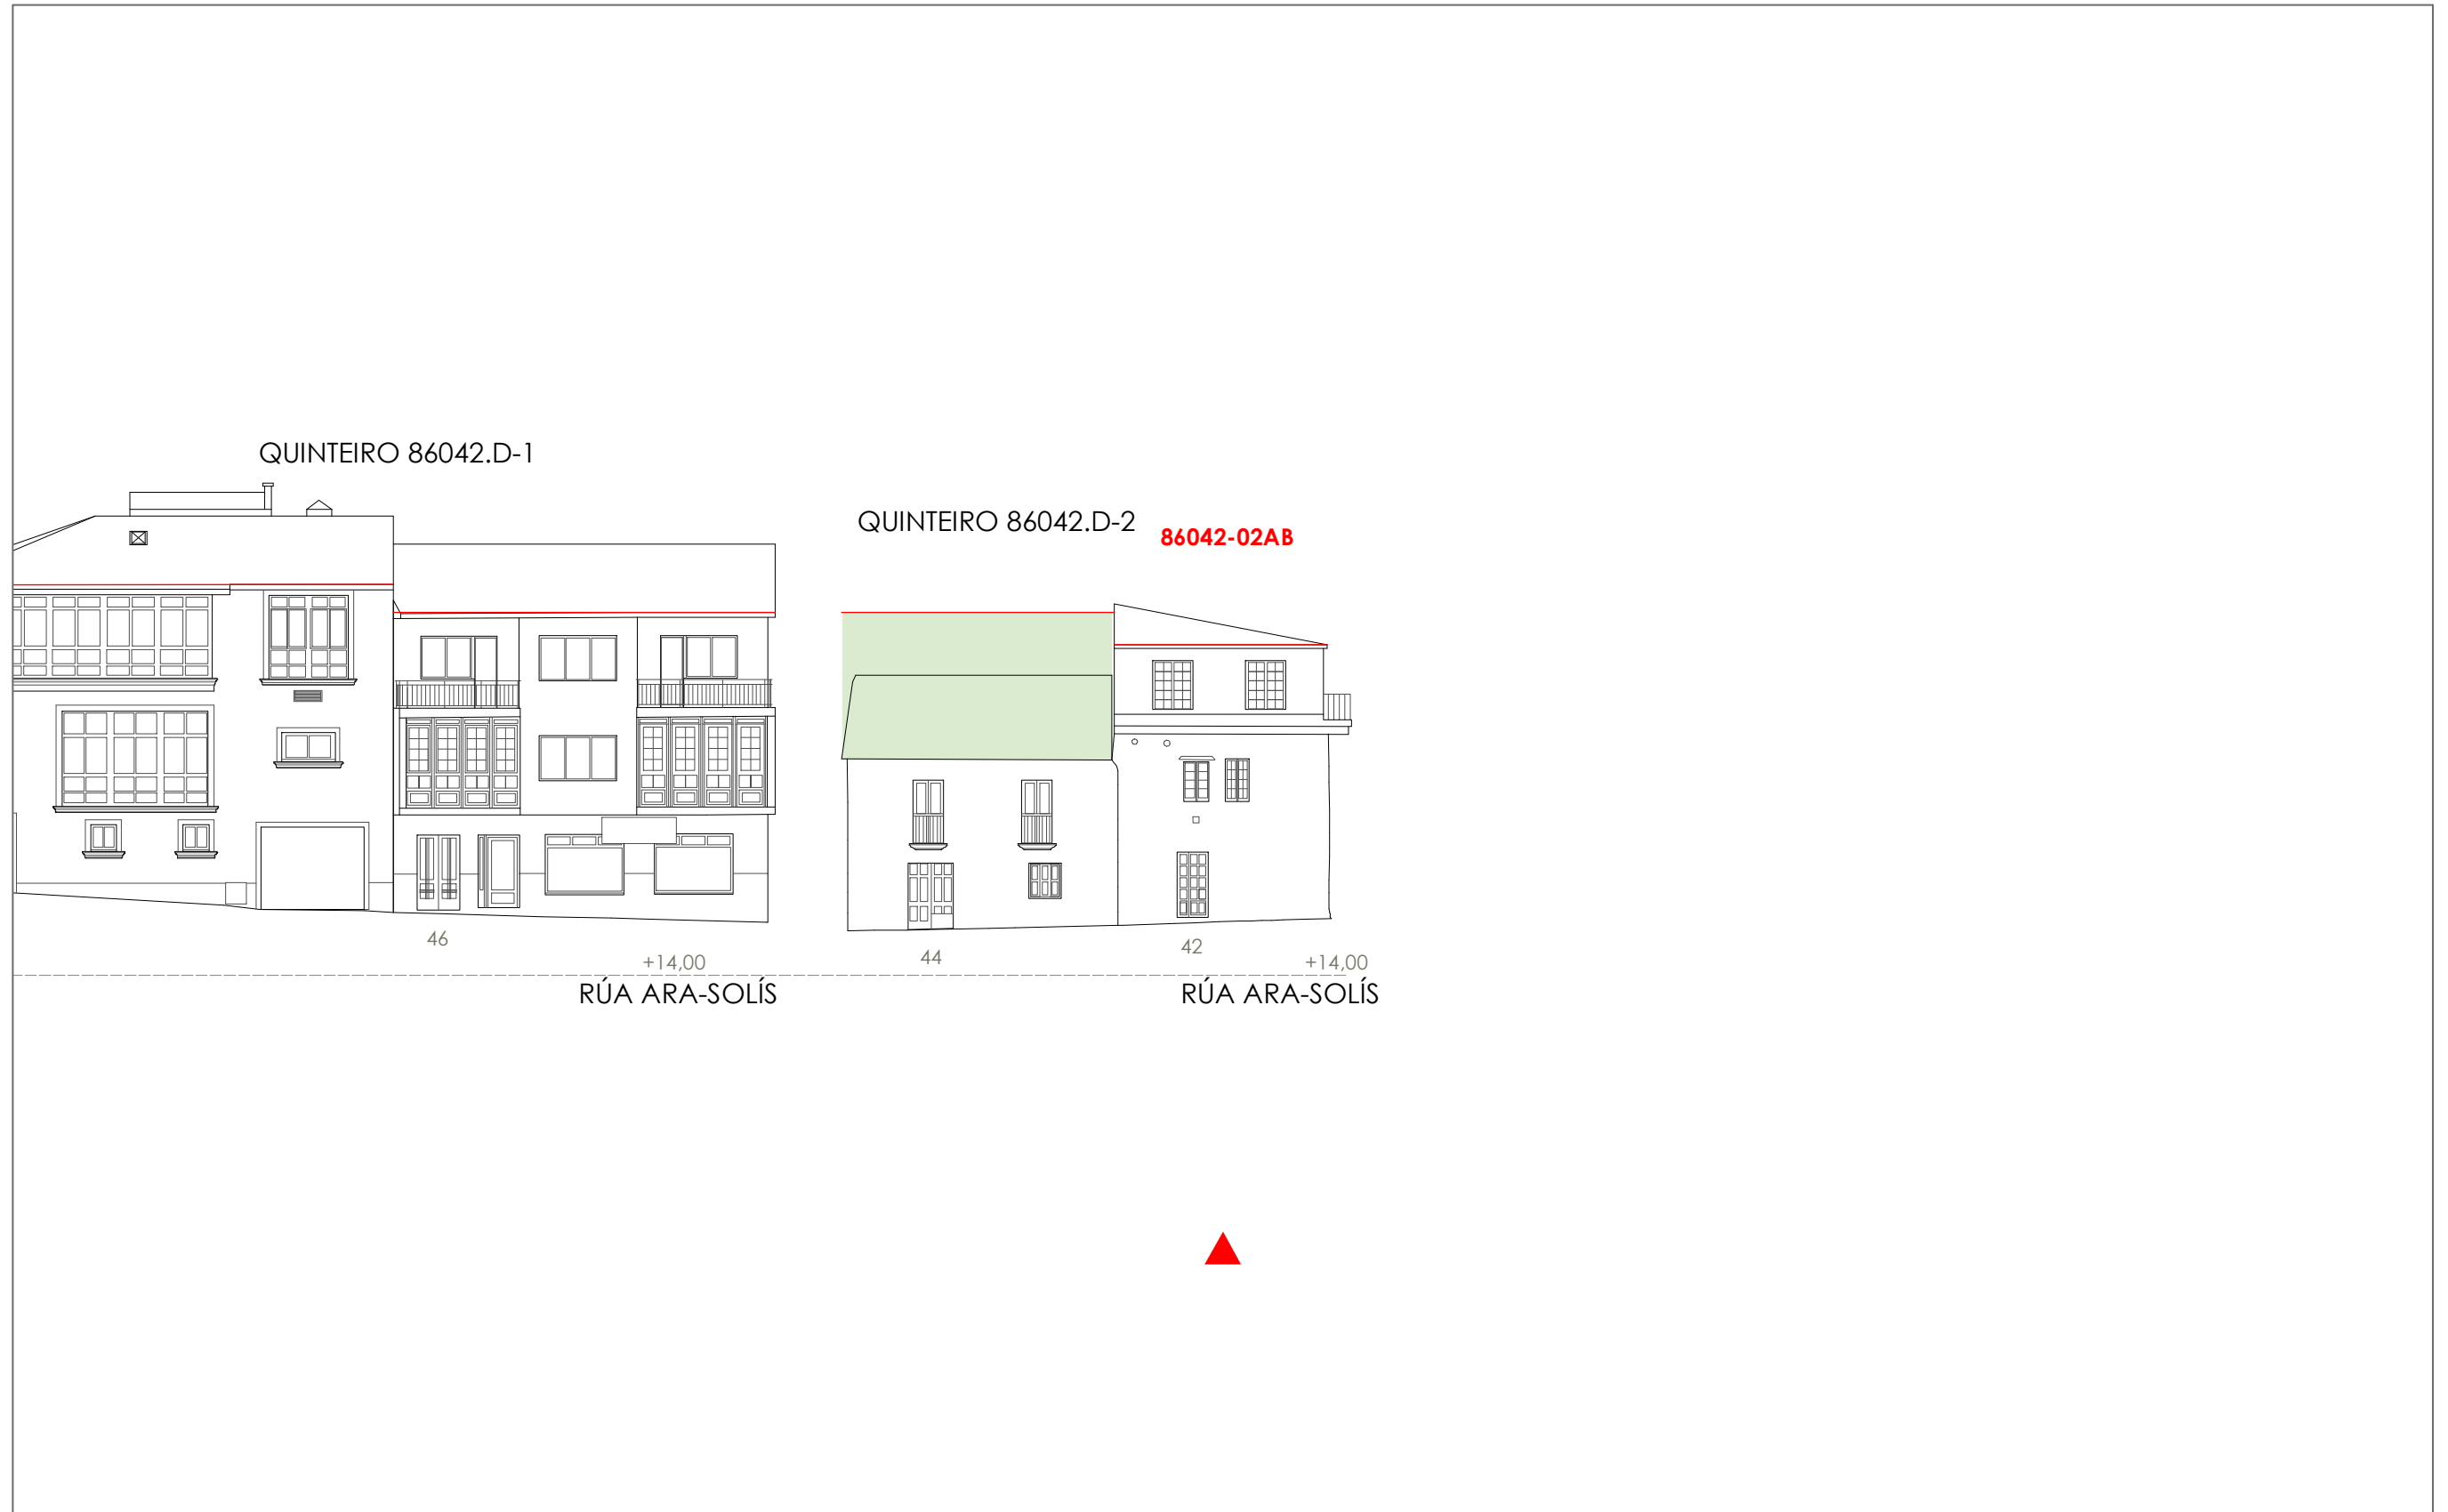 QUINTEIRO 86042.D-1
QUINTEIRO 86042.D-2
86042-02AB
46
44
42
+14,00
+14,00
RÚA ARA-SOLÍS
RÚA ARA-SOLÍS